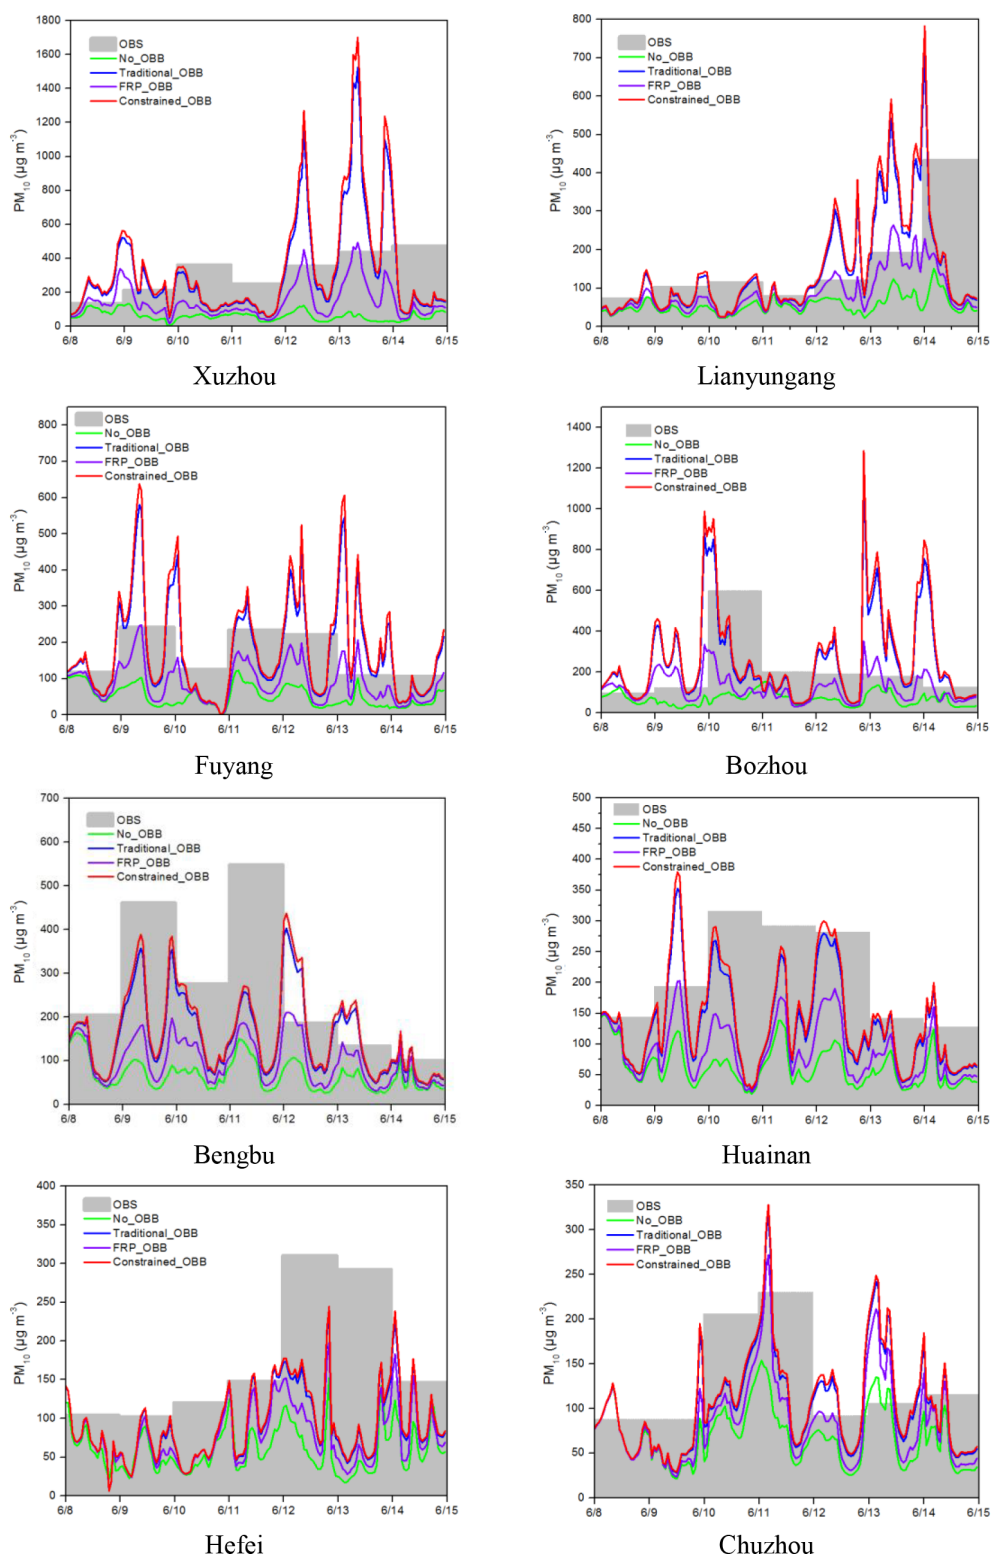 1800
1600
1400
1200
1000
800
600
400
200
0
PM10 (μg m-3)
OBS
No_OBB
Traditional_OBB
FRP_OBB
Constrained_OBB
6/8 6/9 6/10 6/11 6/12 6/13 6/14 6/15
Xuzhou
800
700
600
500
400
300
200
100
0
PM10 (μg m-3)
OBS
No_OBB
Traditional_OBB
FRP_OBB
Constrained_OBB
6/8 6/9 6/10 6/11 6/12 6/13 6/14 6/15
Lianyungang
800
700
600
500
400
300
200
100
0
PM10 (μg m-3)
OBS
No_OBB
Traditional_OBB
FRP_OBB
Constrained_OBB
6/8 6/9 6/10 6/11 6/12 6/13 6/14 6/15
Fuyang
1400
1200
1000
800
600
400
200
0
PM10 (μg m-3)
OBS
No_OBB
Traditional_OBB
FRP_OBB
Constrained_OBB
6/8 6/9 6/10 6/11 6/12 6/13 6/14 6/15
Bozhou
700
600
500
400
300
200
100
0
PM10 (μg m-3)
OBS
No_OBB
Traditional_OBB
FRP_OBB
Constrained_OBB
6/8 6/9 6/10 6/11 6/12 6/13 6/14 6/15
Bengbu
500
450
400
350
300
250
200
150
100
50
0
PM10 (μg m-3)
OBS
No_OBB
Traditional_OBB
FRP_OBB
Constrained_OBB
6/8 6/9 6/10 6/11 6/12 6/13 6/14 6/15
Huainan
400
350
300
250
200
150
100
50
0
PM10 (μg m-3)
OBS
No_OBB
Traditional_OBB
FRP_OBB
Constrained_OBB
6/8 6/9 6/10 6/11 6/12 6/13 6/14 6/15
Hefei
350
300
250
200
150
100
50
0
PM10 (μg m-3)
OBS
No_OBB
Traditional_OBB
FRP_OBB
Constrained_OBB
6/8 6/9 6/10 6/11 6/12 6/13 6/14 6/15
Chuzhou